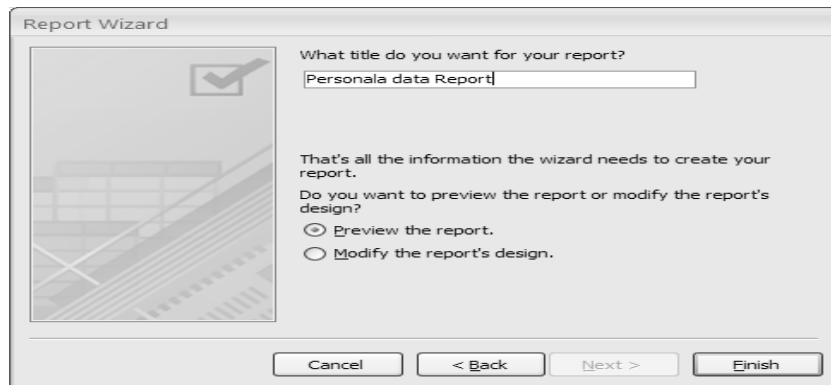 Report Wizard
What title do you want for your report?
Personala data Report
That's all the information the wizard needs to create your
report.
Do you want to preview the report or modify the report's
design?
Preview the report.
Modify the report's design.
Cancel
< Back
Next >
Finish